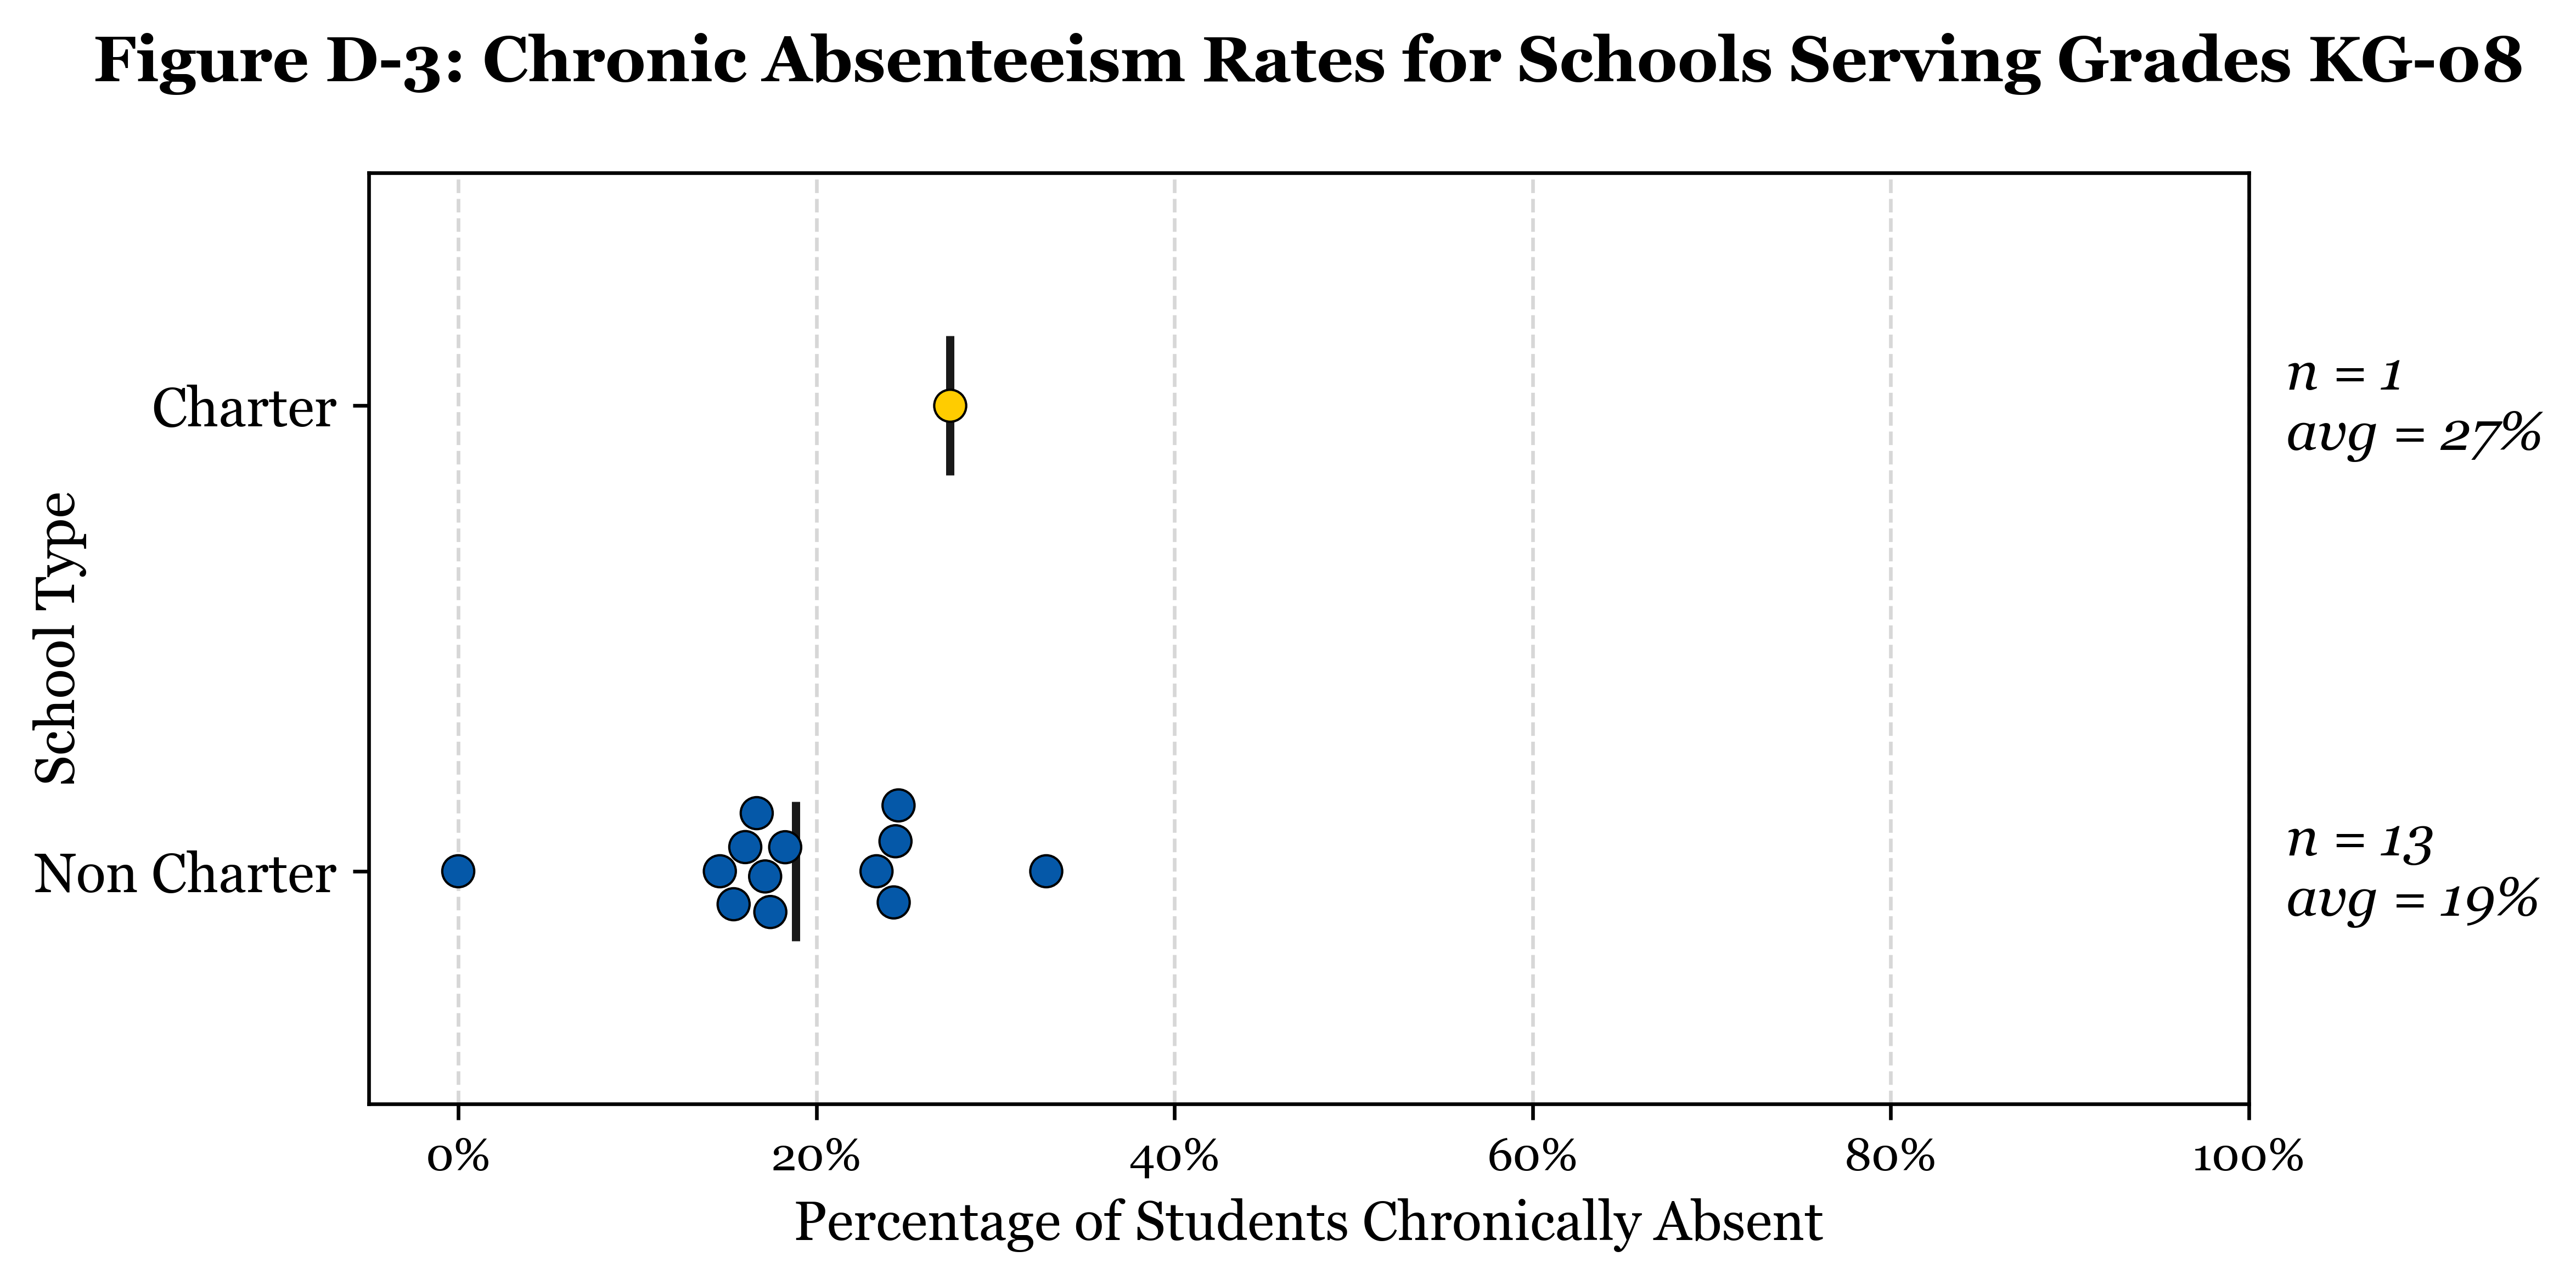 Figure D-3: Chronic Absenteeism Rates for Schools Serving Grades KG-08
School Type
Charter
n = 1
avg = 27%
Non Charter
n = 13
avg = 19%
0% 20% 40% 60% 80% 100%
Percentage of Students Chronically Absent